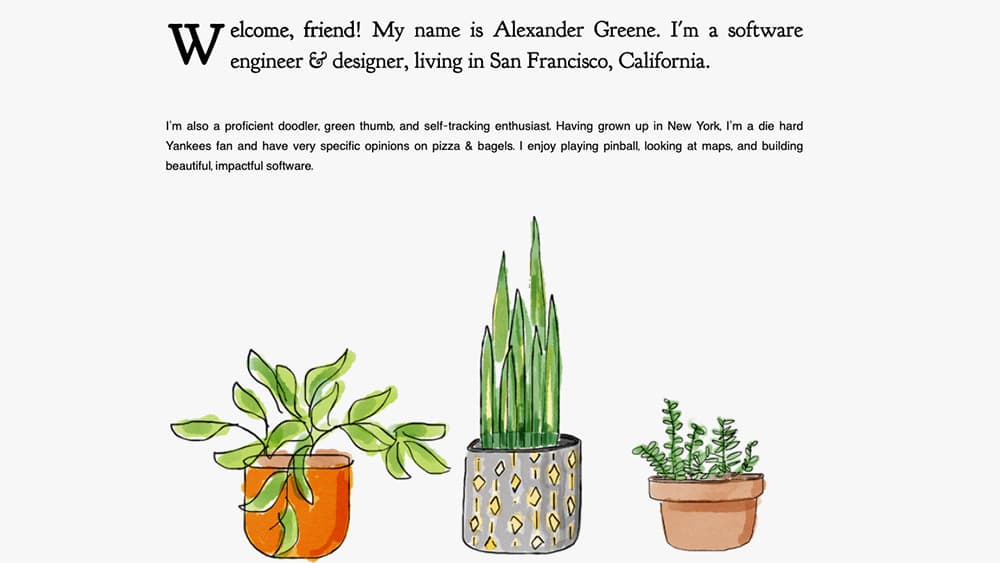 Welcome, friend! My name is Alexander Greene. I'm a software
engineer & designer, living in San Francisco, California.
I'm also a proficient doodler, green thumb, and self-tracking enthusiast. Having grown up in New York, I'm a die hard
Yankees fan and have very specific opinions on pizza & bagels. I enjoy playing pinball, looking at maps, and building
beautiful, impactful software.